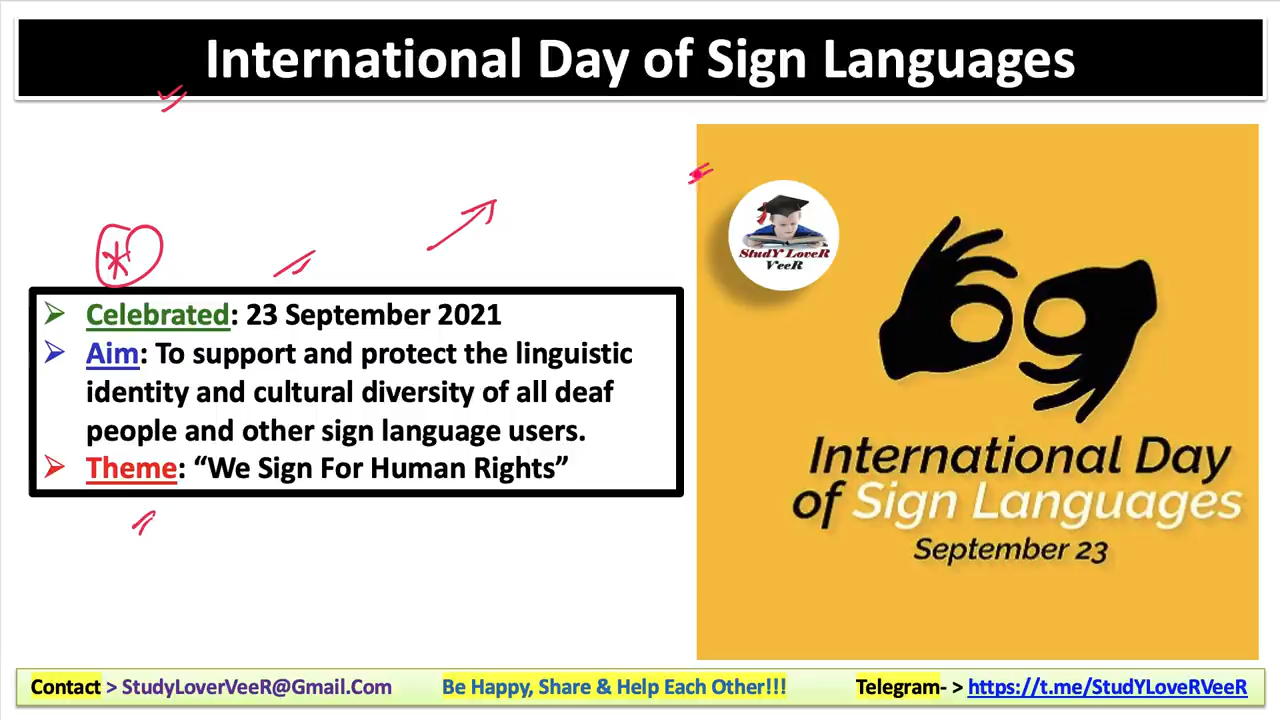 International Day of Sign Languages
StudY LoveR
VeeR
➢ Celebrated: 23 September 2021
➢ Aim: To support and protect the linguistic
identity and cultural diversity of all deaf
people and other sign language users.
➢ Theme: “We Sign For Human Rights”
International Day
of Sign Languages
September 23
Contact > StudyLoverVeeR@Gmail.Com Be Happy, Share & Help Each Other!!! Telegram- > https://t.me/StudYLoveRVeeR